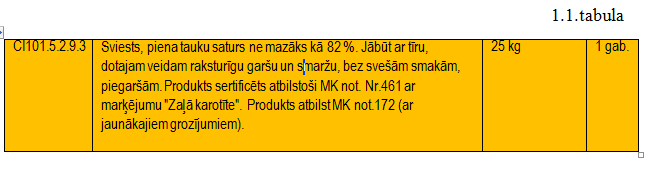 1.1.tabula
CI101.5.2.9.3 Sviests, piena tauku saturs ne mazāks kā 82 %. Jābūt ar tīru, 25 kg 1 gab.
dotajam veidam raksturīgu garšu un smaržu, bez svešām smakām,
piegaršām. Produkts sertificēts atbilstoši MK not. Nr.461 ar
marķējumu "Zaļā karotīte". Produkts atbilst MK not.172 (ar
jaunākajiem grozījumiem).